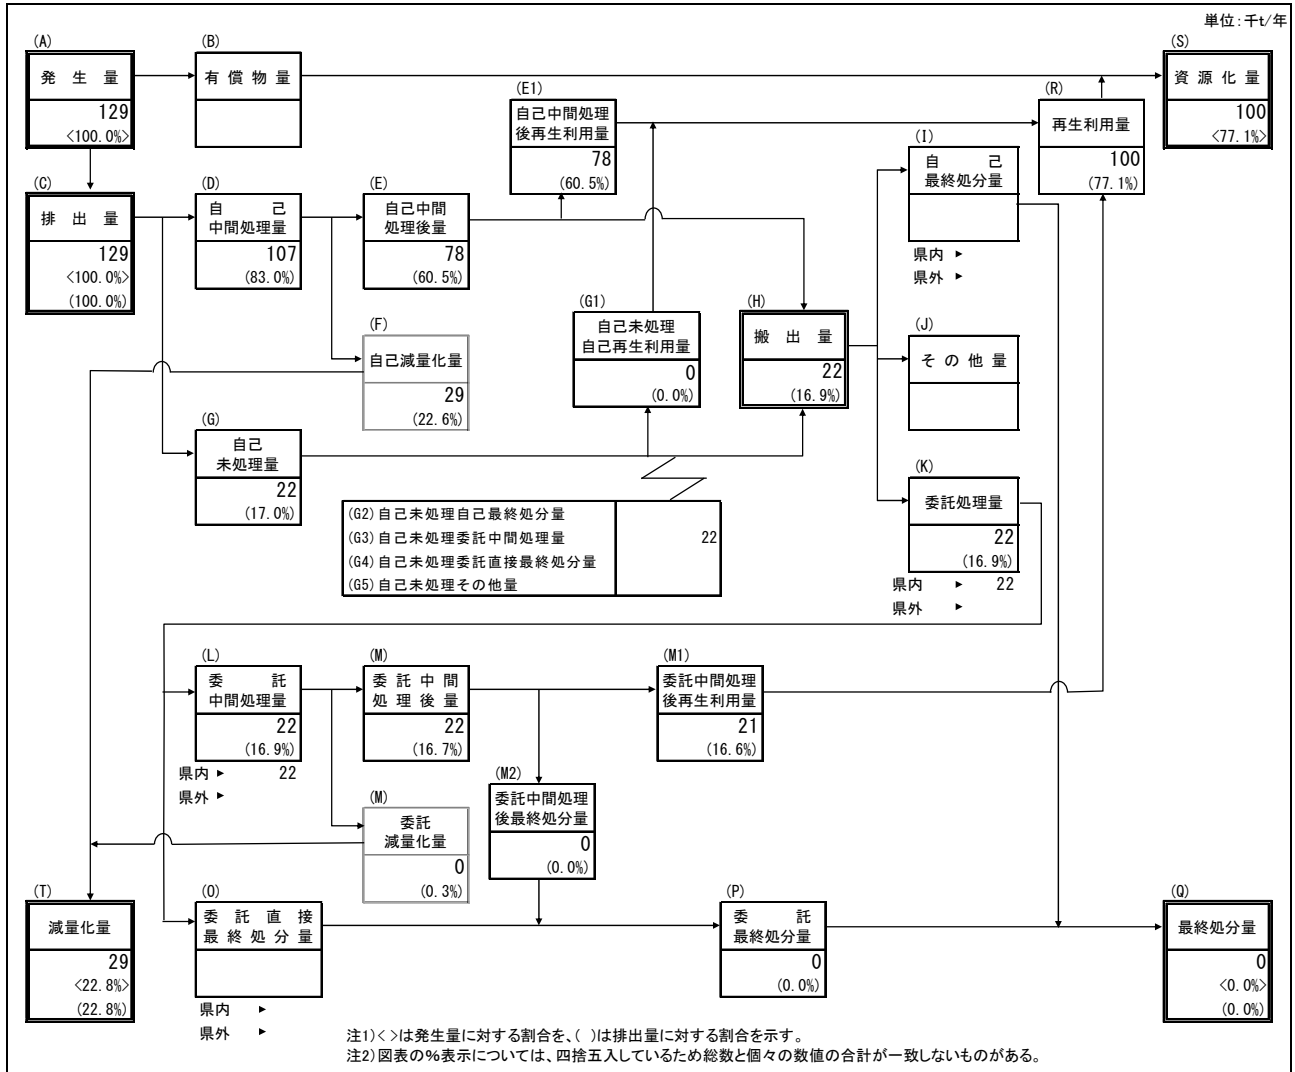 単位:千t/年
(A)
発生量
129
<100.0%>
(B)
有償物量
(S)
資源化量
100
<77.1%>
(E1)
自己中間処理
後再生利用量
78
(60.5%)
(R)
再生利用量
100
(77.1%)
(C)
排出量
129
<100.0%>
(100.0%)
(D)
自己
中間処理量
107
(83.0%)
(E)
自己中間
処理後量
78
(60.5%)
(I)
自己
最終処分量
県内 ▶
県外 ▶
(F)
自己減量化量
29
(22.6%)
(G1)
自己未処理
自己再生利用量
0
(0.0%)
(H)
搬出量
22
(16.9%)
(J)
その他量
(G)
自己
未処理量
22
(17.0%)
(G2)自己未処理自己最終処分量
(G3)自己未処理委託中間処理量 22
(G4)自己未処理委託直接最終処分量
(G5)自己未処理その他量
(K)
委託処理量
22
(16.9%)
県内 ▶ 22
県外 ▶
(L)
委託
中間処理量
22
(16.9%)
県内 ▶ 22
県外 ▶
(M)
委託中間
処理後量
22
(16.7%)
(M1)
委託中間処理
後再生利用量
21
(16.6%)
(M2)
委託中間処理
後最終処分量
0
(0.0%)
(M)
委託
減量化量
0
(0.3%)
(T)
減量化量
29
<22.8%>
(22.8%)
(O)
委託直接
最終処分量
県内 ▶
県外 ▶
(P)
委託
最終処分量
0
(0.0%)
(Q)
最終処分量
0
<0.0%>
(0.0%)
注1)< >は発生量に対する割合を、( )は排出量に対する割合を示す。
注2)図表の%表示については、四捨五入しているため総数と個々の数値の合計が一致しないものがある。